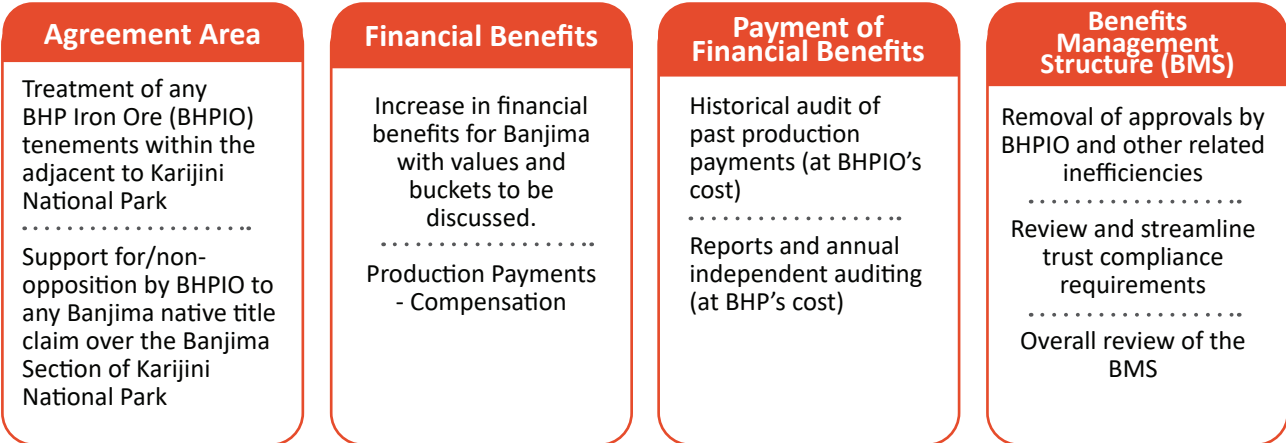 Agreement Area
Treatment of any
BHP Iron Ore (BHPIO)
tenements within the
adjacent to Karijini
National Park
Support for/non-
opposition by BHPIO to
any Banjima native title
claim over the Banjima
Section of Karijini
National Park
Financial Benefits
Increase in financial
benefits for Banjima
with values and
buckets to be
discussed.
Production Payments
- Compensation
Payment of
Financial Benefits
Historical audit of
past production
payments (at BHPIO’s
cost)
Reports and annual
independent auditing
(at BHP’s cost)
Benefits
Management
Structure (BMS)
Removal of approvals by
BHPIO and other related
inefficiencies
Review and streamline
trust compliance
requirements
Overall review of the
BMS